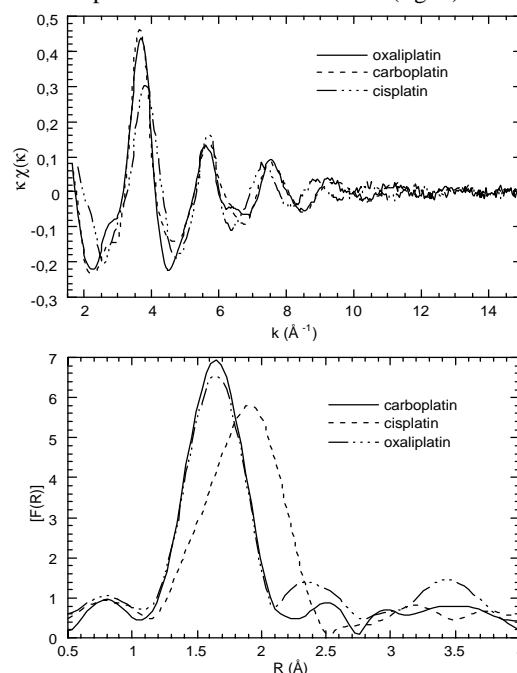 0,5
0,4
0,3
0,2
0,1
0
-0,1
-0,2
-0,3
κχ(κ)
oxaliplatin
carboplatin
cisplatin
2 4 6 8 10 12 14
k (Å⁻¹)
7
6
5
4
3
2
1
0
[F(R)]
carboplatin
cisplatin
oxaliplatin
0.5 1 1.5 2 2.5 3 3.5 4
R (Å)